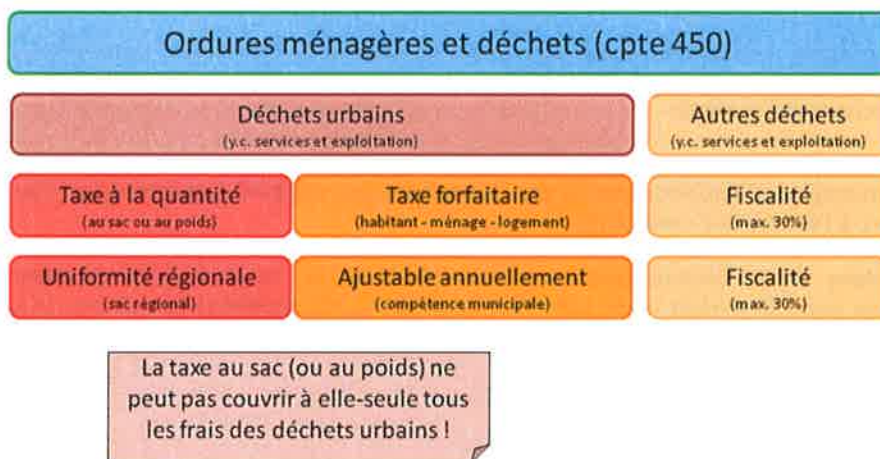 Ordures ménagères et déchets (cpte 450)
Déchets urbains
(y.c. services et exploitation)
Autres déchets
(y.c. services et exploitation)
Taxe à la quantité
(au sac ou au poids)
Taxe forfaitaire
(habitant - ménage - logement)
Fiscalité
(max. 30%)
Uniformité régionale
(sac régional)
Ajustable annuellement
(compétence municipale)
Fiscalité
(max. 30%)
La taxe au sac (ou au poids) ne
peut pas couvrir à elle-seule tous
les frais des déchets urbains !